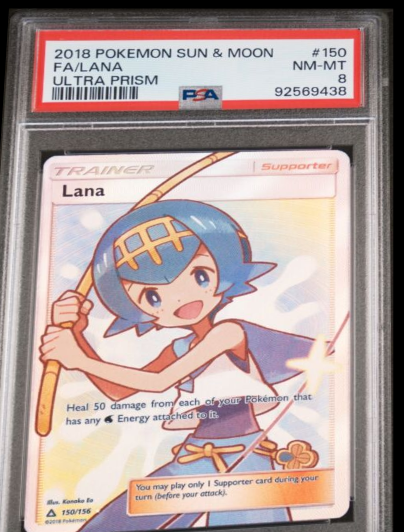 2018 POKEMON SUN & MOON #150
FA/LANA NM-MT
ULTRA PRISM 8
PSA 92569438
TRAINER Supporter
Lana
Heal 50 damage from each of your Pokémon that
has any Energy attached to it.
You may play only 1 Supporter card during your
turn (before your attack).
Illus. Kanako Eo
150/156
©2018 Pokémon